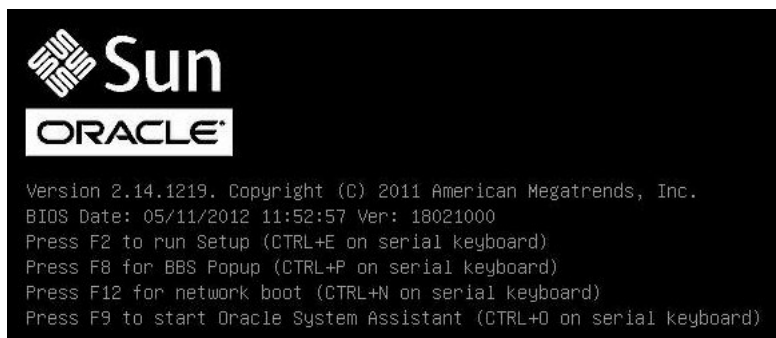 Sun
ORACLE
Version 2.14.1219. Copyright (C) 2011 American Megatrends, Inc.
BIOS Date: 05/11/2012 11:52:57 Ver: 18021000
Press F2 to run Setup (CTRL+E on serial keyboard)
Press F8 for BBS Popup (CTRL+P on serial keyboard)
Press F12 for network boot (CTRL+N on serial keyboard)
Press F9 to start Oracle System Assistant (CTRL+O on serial keyboard)